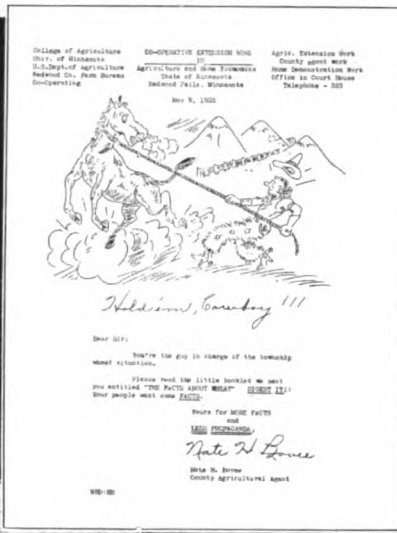 College of Agriculture
Univ. of Minnesota
U.S.Dept.of Agriculture
Redwood Co. Farm Bureau
Co-Operating
CO-OPERATIVE EXTENSION WORK
IN
Agriculture and Home Economics
State of Minnesota
Redwood Falls, Minnesota
Agric. Extension Work
County agent work
Home Demonstration Work
Office in Court House
Telephone -
Hold'em, Cowboy !!!
Dear Sir:
You're the guy in charge of the township
wheat situation.
Please read the little booklet we sent
you entitled "THE FACTS ABOUT WHEAT" DIGEST IT!!
Your people want some FACTS.
Yours for MORE FACTS
and
LESS PROPAGANDA,
Nate H Bovee
Nate H. Bovee
County Agricultural Agent